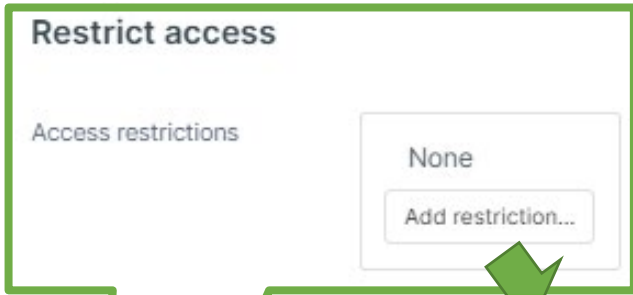 Restrict access
Access restrictions
None
Add restriction...